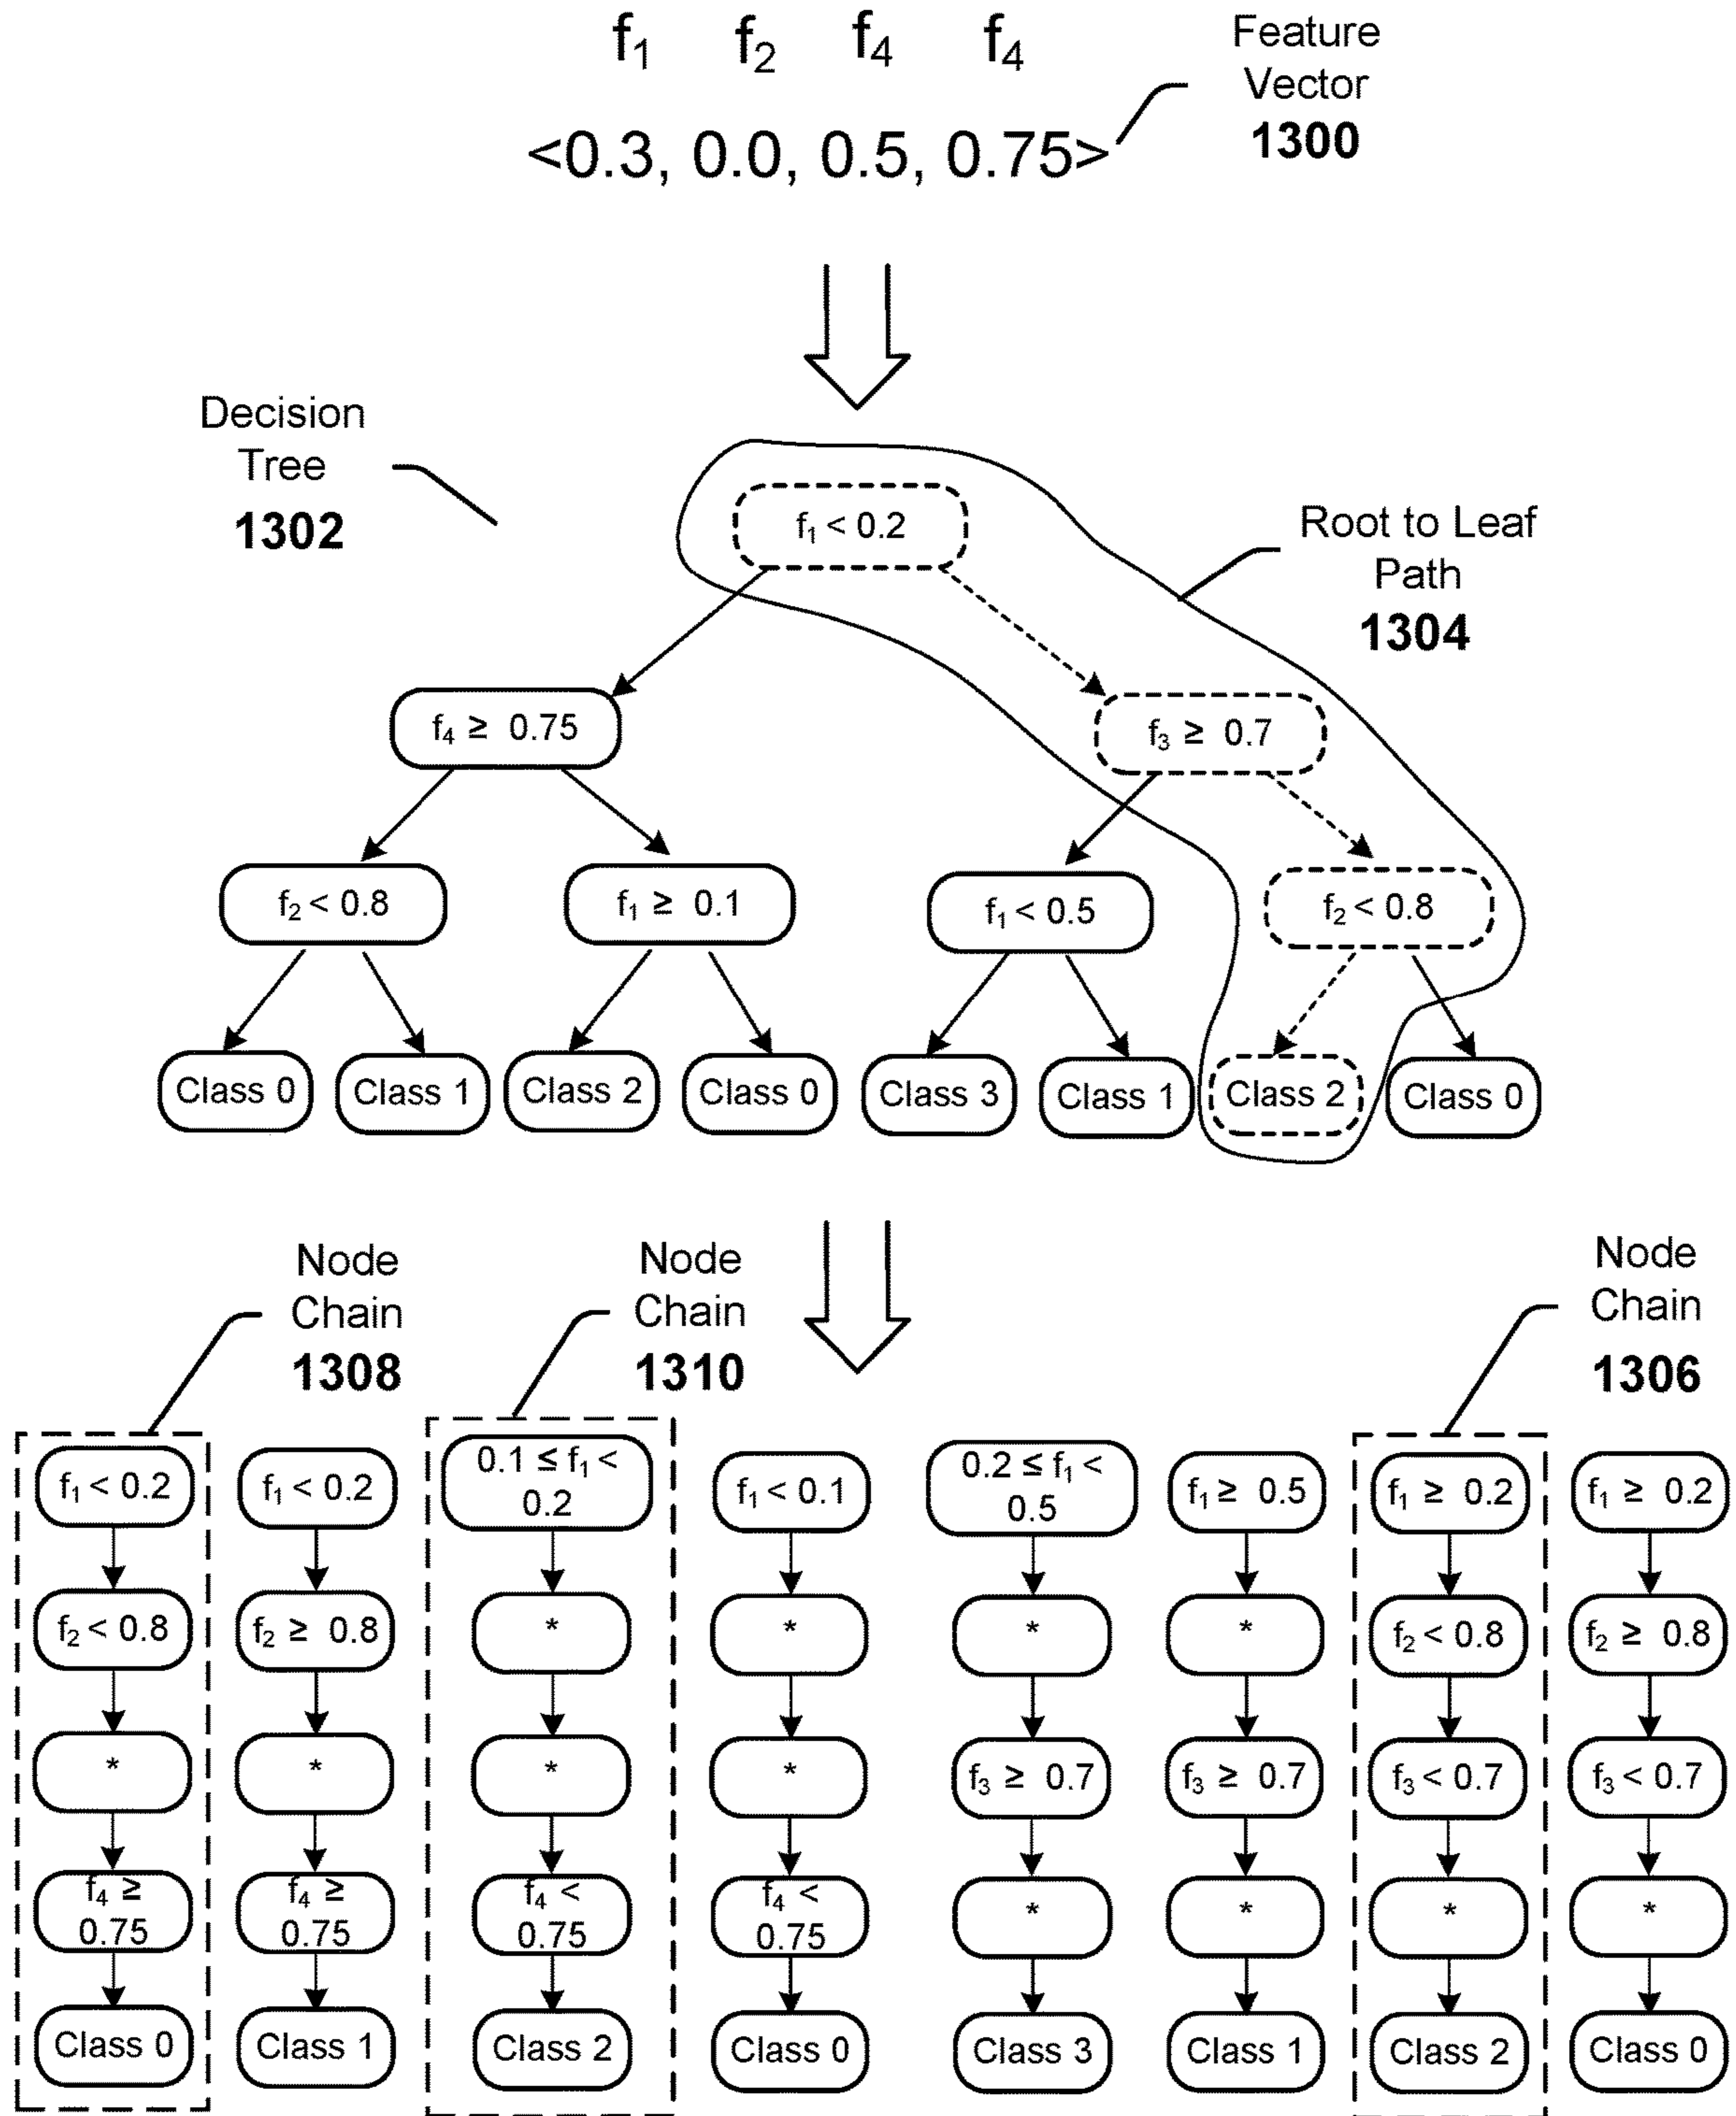 f1 f2 f4 f4
Feature
Vector
1300
<0.3, 0.0, 0.5, 0.75>
Decision
Tree
1302
f1 < 0.2
Root to Leaf
Path
1304
f4 ≥ 0.75
f3 ≥ 0.7
f2 < 0.8
f1 ≥ 0.1
f1 < 0.5
f2 < 0.8
Class 0
Class 1
Class 2
Class 0
Class 3
Class 1
Class 2
Class 0
Node
Chain
1308
Node
Chain
1310
Node
Chain
1306
f1 < 0.2
f1 < 0.2
0.1 ≤ f1 <
0.2
f1 < 0.1
0.2 ≤ f1 <
0.5
f1 ≥ 0.5
f1 ≥ 0.2
f1 ≥ 0.2
f2 < 0.8
f2 ≥ 0.8
*
*
*
*
f2 < 0.8
f2 ≥ 0.8
*
*
*
*
f3 ≥ 0.7
f3 ≥ 0.7
f3 < 0.7
f3 < 0.7
f4 ≥
0.75
f4 ≥
0.75
f4 <
0.75
f4 <
0.75
*
*
*
*
Class 0
Class 1
Class 2
Class 0
Class 3
Class 1
Class 2
Class 0